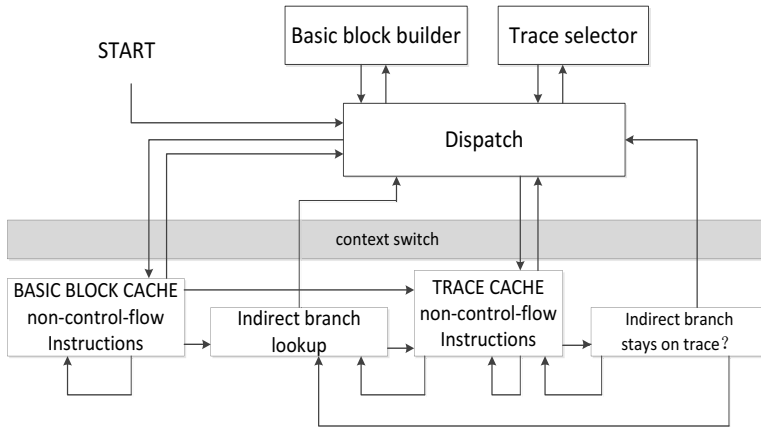 Basic block builder
Trace selector
START
Dispatch
context switch
BASIC BLOCK CACHE
non-control-flow
Instructions
Indirect branch
lookup
TRACE CACHE
non-control-flow
Instructions
Indirect branch
stays on trace？